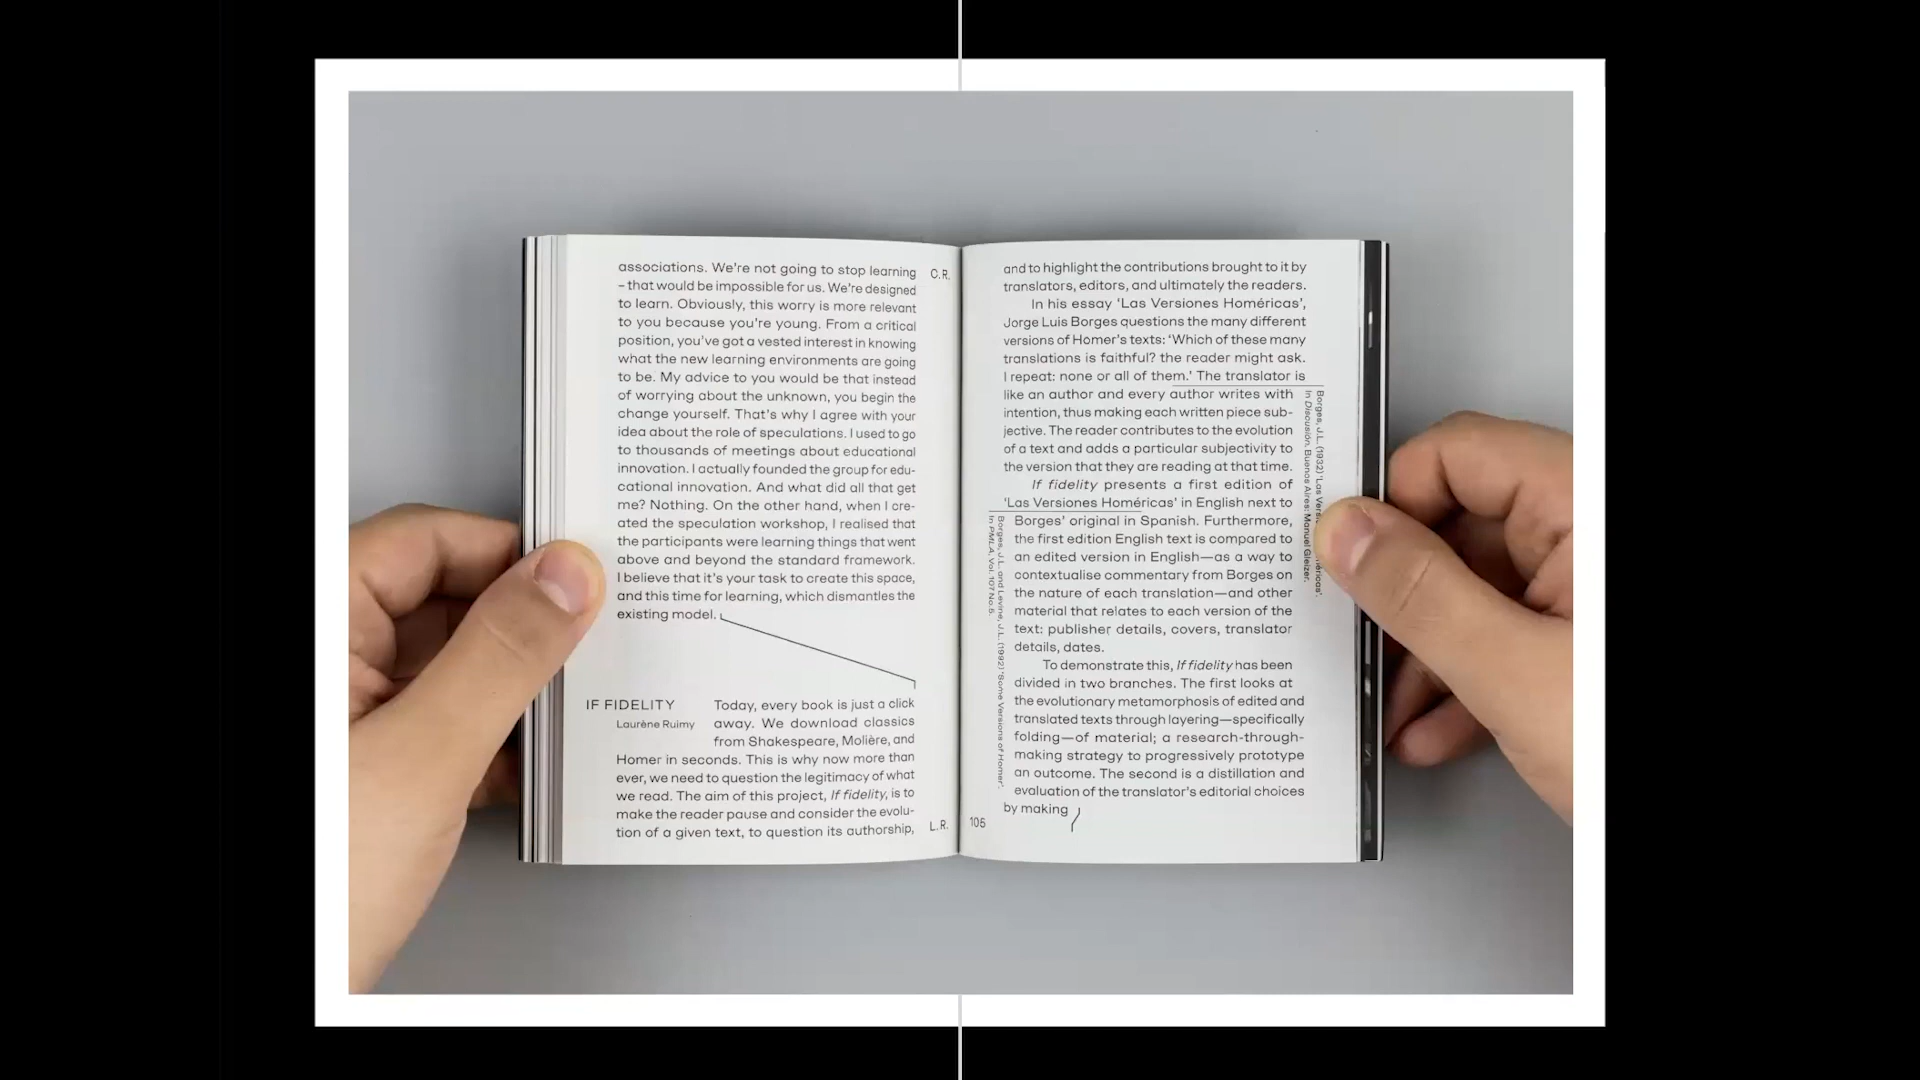 associations. We're not going to stop learning
– that would be impossible for us. We're designed
to learn. Obviously, this worry is more relevant
to you because you're young. From a critical
position, you've got a vested interest in knowing
what the new learning environments are going
to be. My advice to you would be that instead
of worrying about the unknown, you begin the
change yourself. That's why I agree with your
idea about the role of speculations. I used to go
to thousands of meetings about educational
innovation. I actually founded the group for edu-
cational innovation. And what did all that get
me? Nothing. On the other hand, when I cre-
ated the speculation workshop, I realised that
the participants were learning things that went
above and beyond the standard framework.
I believe that it's your task to create this space,
and this time for learning, which dismantles the
existing model.
C.R.
IF FIDELITY
Laurène Ruimy
Today, every book is just a click
away. We download classics
from Shakespeare, Molière, and
Homer in seconds. This is why now more than
ever, we need to question the legitimacy of what
we read. The aim of this project, If fidelity, is to
make the reader pause and consider the evolu-
tion of a given text, to question its authorship,
L.R.
and to highlight the contributions brought to it by
translators, editors, and ultimately the readers.
In his essay 'Las Versiones Homéricas',
Jorge Luis Borges questions the many different
versions of Homer's texts: 'Which of these many
translations is faithful? the reader might ask.
I repeat: none or all of them.' The translator is
like an author and every author writes with
intention, thus making each written piece sub-
jective. The reader contributes to the evolution
of a text and adds a particular subjectivity to
the version that they are reading at that time.
If fidelity presents a first edition of
'Las Versiones Homéricas' in English next to
Borges' original in Spanish. Furthermore,
the first edition English text is compared to
an edited version in English—as a way to
contextualise commentary from Borges on
the nature of each translation—and other
material that relates to each version of the
text: publisher details, covers, translator
details, dates.
To demonstrate this, If fidelity has been
divided in two branches. The first looks at
the evolutionary metamorphosis of edited and
translated texts through layering—specifically
folding—of material; a research-through-
making strategy to progressively prototype
an outcome. The second is a distillation and
evaluation of the translator's editorial choices
by making
106
Borges, J.L. (1932) 'Las
In Discusión. Buenos Aires: Manuel Gleizer.
Borges, J.L. and Levine, J.L. (1992) 'Some Versions of Homer'.
In PMLA, Vol. 107 No.5.